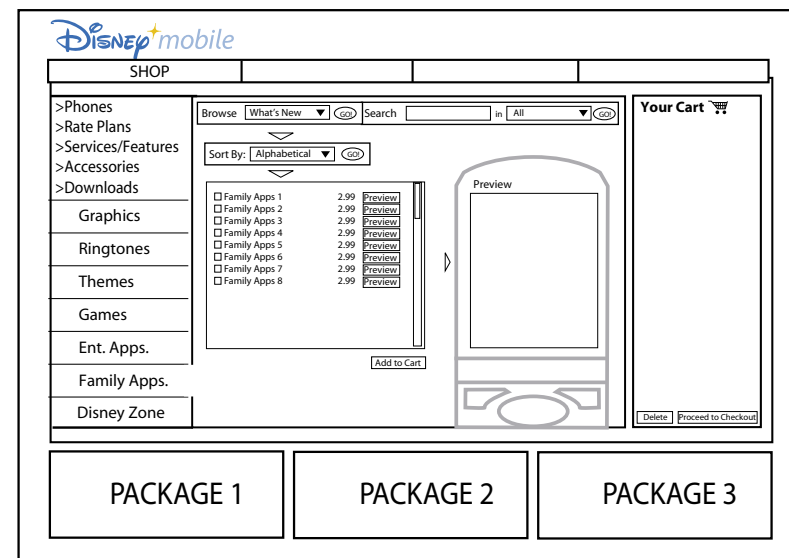 Disney mobile
SHOP
>Phones
>Rate Plans
>Services/Features
>Accessories
>Downloads
Graphics
Ringtones
Themes
Games
Ent. Apps.
Family Apps.
Disney Zone
Browse What's New GO! Search in All GO!
Sort By: Alphabetical GO!
Family Apps 1 2.99 Preview
Family Apps 2 2.99 Preview
Family Apps 3 2.99 Preview
Family Apps 4 2.99 Preview
Family Apps 5 2.99 Preview
Family Apps 6 2.99 Preview
Family Apps 7 2.99 Preview
Family Apps 8 2.99 Preview
Add to Cart
Preview
Your Cart
Delete Proceed to Checkout
PACKAGE 1 PACKAGE 2 PACKAGE 3